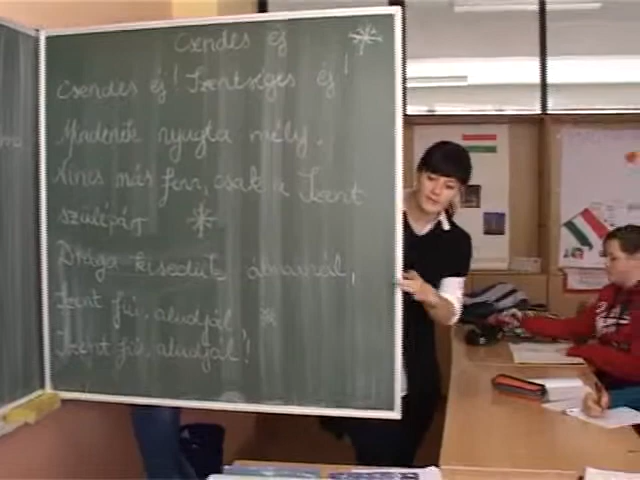 Csendes éj
Csendes éj! Szentséges éj!
Mindenek nyugta mély.
Nincs más fenn, csak a Szent
szülépár,
Drága kisdedük álmainál,
Szent fiú, aludjál
Szent fiú, aludjál!